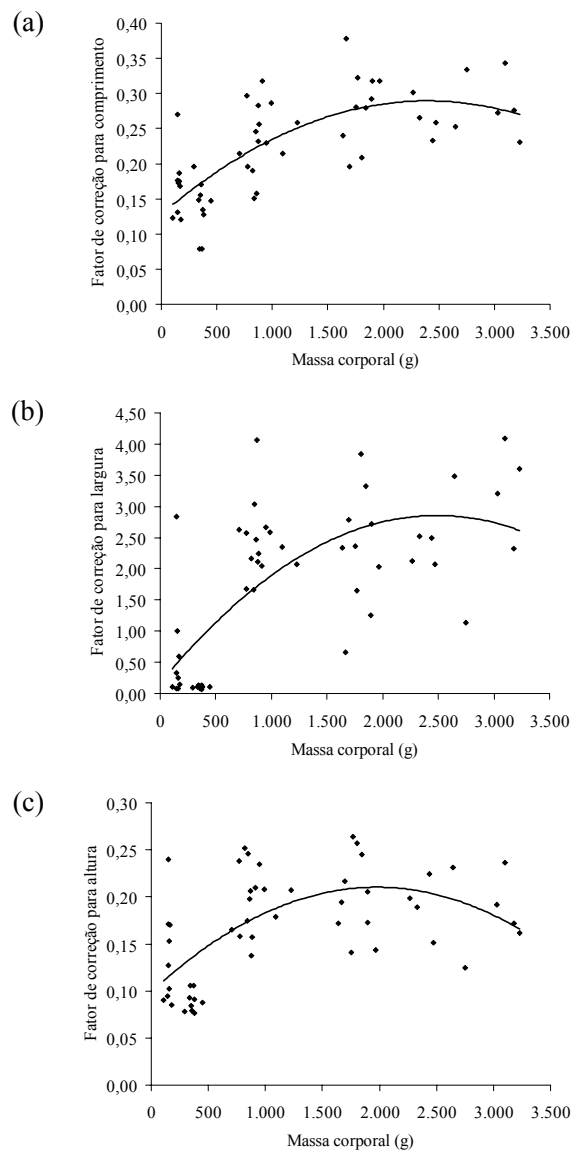 (a)
Fator de correção para comprimento
0,40
0,35
0,30
0,25
0,20
0,15
0,10
0,05
0,00
0 500 1.000 1.500 2.000 2.500 3.000 3.500
Massa corporal (g)
(b)
Fator de correção para largura
4,50
4,00
3,50
3,00
2,50
2,00
1,50
1,00
0,50
0,00
0 500 1.000 1.500 2.000 2.500 3.000 3.500
Massa corporal (g)
(c)
Fator de correção para altura
0,30
0,25
0,20
0,15
0,10
0,05
0,00
0 500 1.000 1.500 2.000 2.500 3.000 3.500
Massa corporal (g)